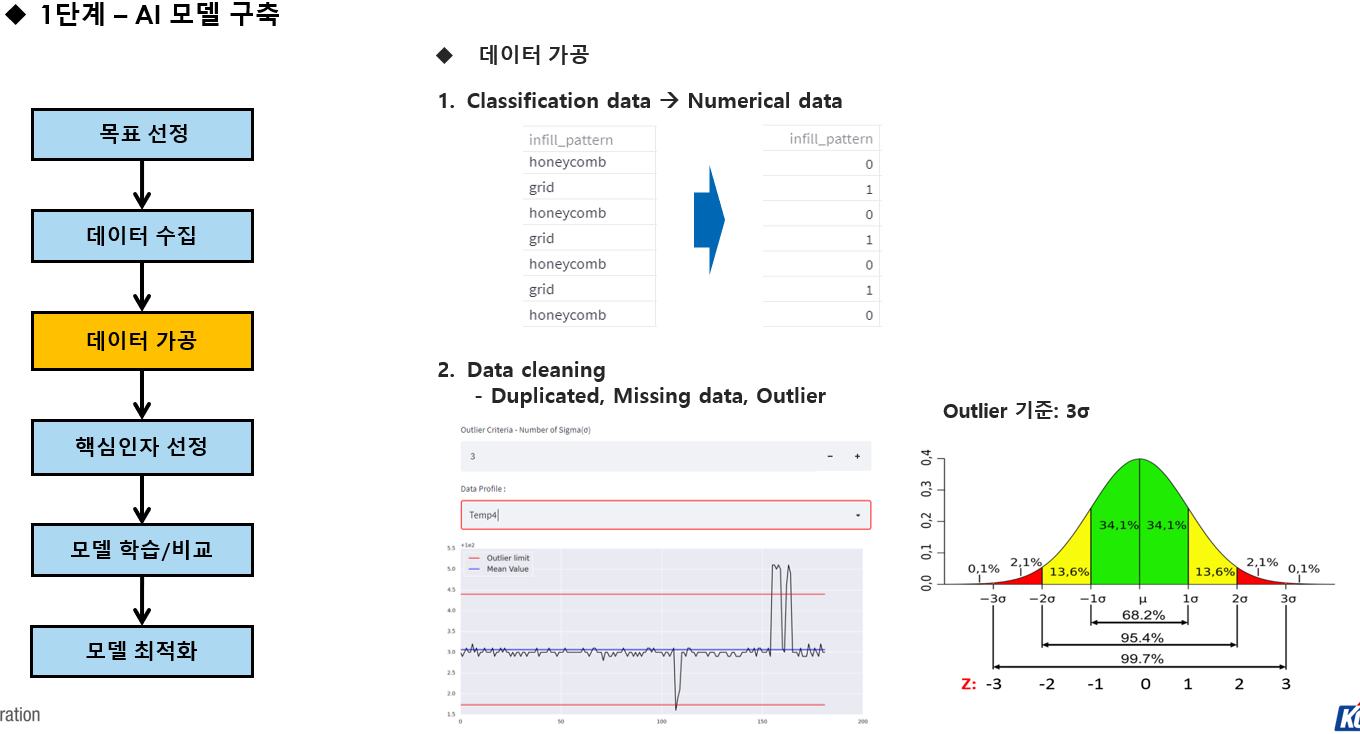 ◆ 1단계 – AI 모델 구축
목표 선정
데이터 수집
데이터 가공
핵심인자 선정
모델 학습/비교
모델 최적화
ration
◆ 데이터 가공
1. Classification data → Numerical data
infill_pattern
honeycomb
grid
honeycomb
grid
honeycomb
grid
honeycomb
infill_pattern
0
1
0
1
0
1
0
2. Data cleaning
- Duplicated, Missing data, Outlier
Outlier Criteria - Number of Sigma(σ)
3 - +
Data Profile :
Temp4
+1e2
Outlier limit
Mean Value
5.5
5.0
4.5
4.0
3.5
3.0
2.5
2.0
1.5
0 50 100 150 200
Outlier 기준: 3σ
0,4
0,3
0,2
0,1
0,0
34,1% 34,1%
0,1% 2,1% 13,6% 13,6% 2,1% 0,1%
−3σ −2σ −1σ μ 1σ 2σ 3σ
68.2%
95.4%
99.7%
Z: -3 -2 -1 0 1 2 3